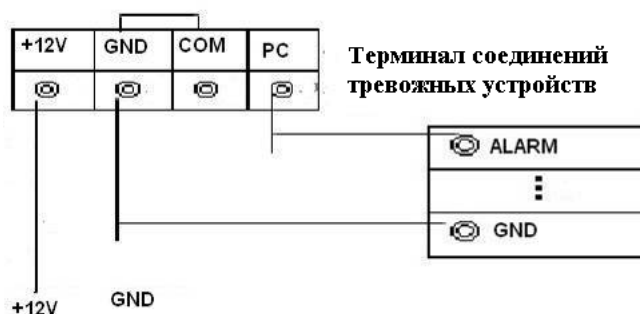 +12V GND COM PC
Терминал соединений
тревожных устройств
ALARM
GND
+12V GND